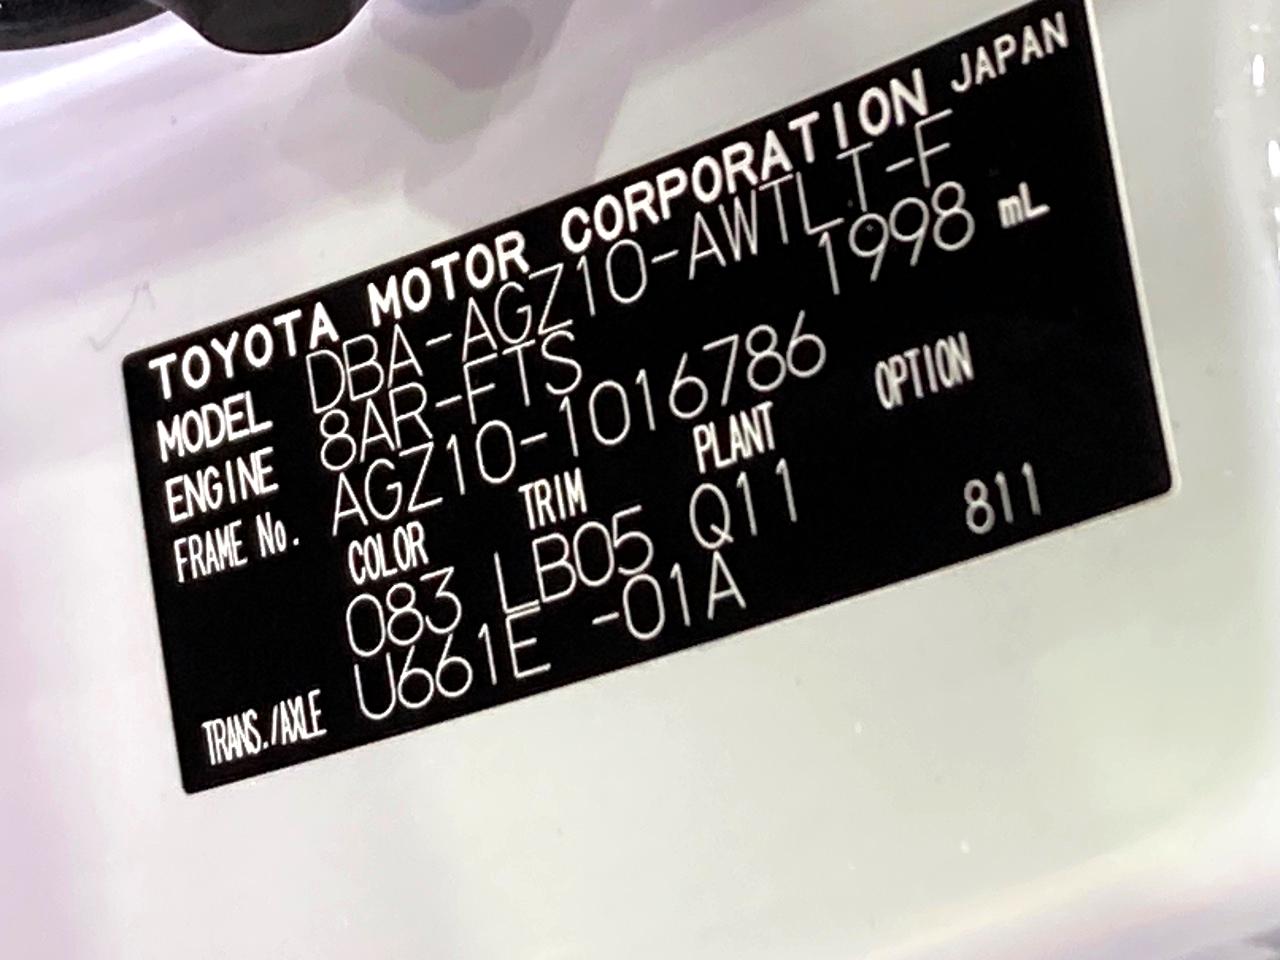 TOYOTA MOTOR CORPORATION JAPAN
MODEL DBA-AGZ10-AWTLT-F
ENGINE 8AR-FTS 1998 mL
FRAME No. AGZ10-1016786
COLOR TRIM PLANT OPTION
083 LB05 Q11 811
TRANS./AXLE U661E -01A